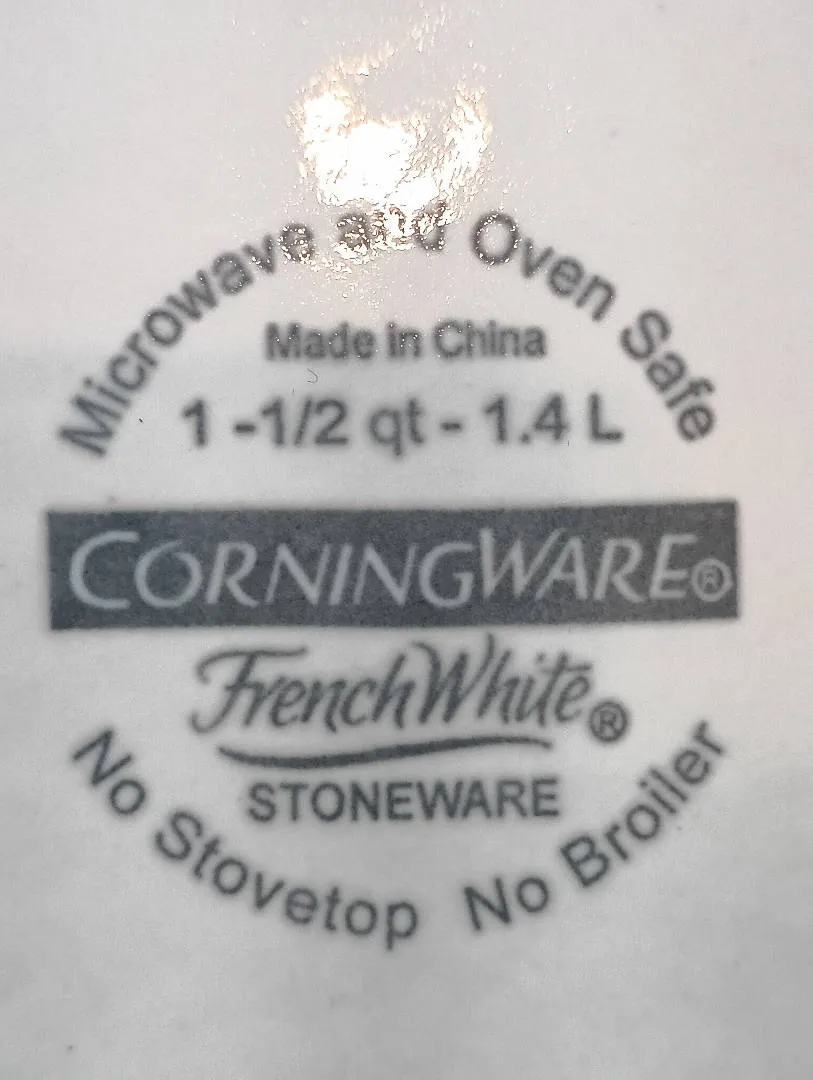 Microwave and Oven Safe
Made in China
1 -1/2 qt - 1.4 L
CORNINGWARE®
French White®
STONEWARE
No Stovetop No Broiler